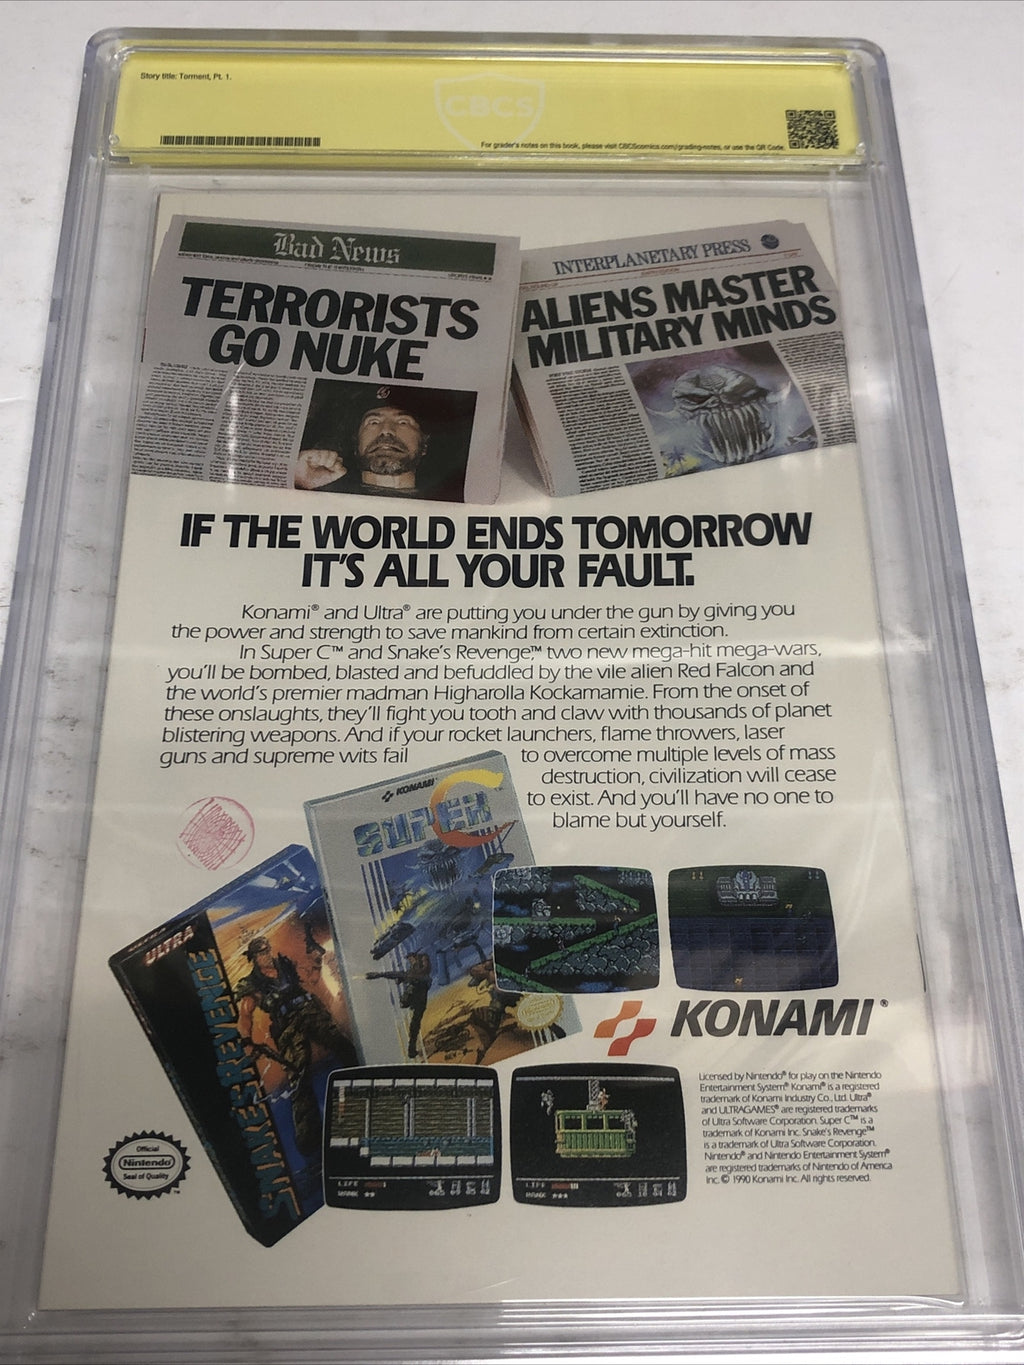 Story title: Torment, Pt. 1.
CBCS
For grader's notes on this book, please visit CBCScomics.com/grading-notes, or use the QR Code.
Bad News
TERRORISTS
GO NUKE
INTERPLANETARY PRESS
ALIENS MASTER
MILITARY MINDS
IF THE WORLD ENDS TOMORROW
IT'S ALL YOUR FAULT.
Konami® and Ultra® are putting you under the gun by giving you
the power and strength to save mankind from certain extinction.
In Super C™ and Snake's Revenge,™ two new mega-hit mega-wars,
you'll be bombed, blasted and befuddled by the vile alien Red Falcon and
the world's premier madman Higharolla Kockamamie. From the onset of
these onslaughts, they'll fight you tooth and claw with thousands of planet
blistering weapons. And if your rocket launchers, flame throwers, laser
guns and supreme wits fail to overcome multiple levels of mass
destruction, civilization will cease
to exist. And you'll have no one to
blame but yourself.
KONAMI
SUPER C
ULTRA
SNAKE'S REVENGE
KONAMI®
LIFE
RANK ★★
LIFE
RANK ★★★
Official
Nintendo
Seal of Quality
™
Licensed by Nintendo® for play on the Nintendo
Entertainment System® Konami® is a registered
trademark of Konami Industry Co., Ltd. Ultra®
and ULTRAGAMES® are registered trademarks
of Ultra Software Corporation. Super C™ is a
trademark of Konami Inc. Snake's Revenge™
is a trademark of Ultra Software Corporation.
Nintendo® and Nintendo Entertainment System®
are registered trademarks of Nintendo of America
Inc. © 1990 Konami Inc. All rights reserved.